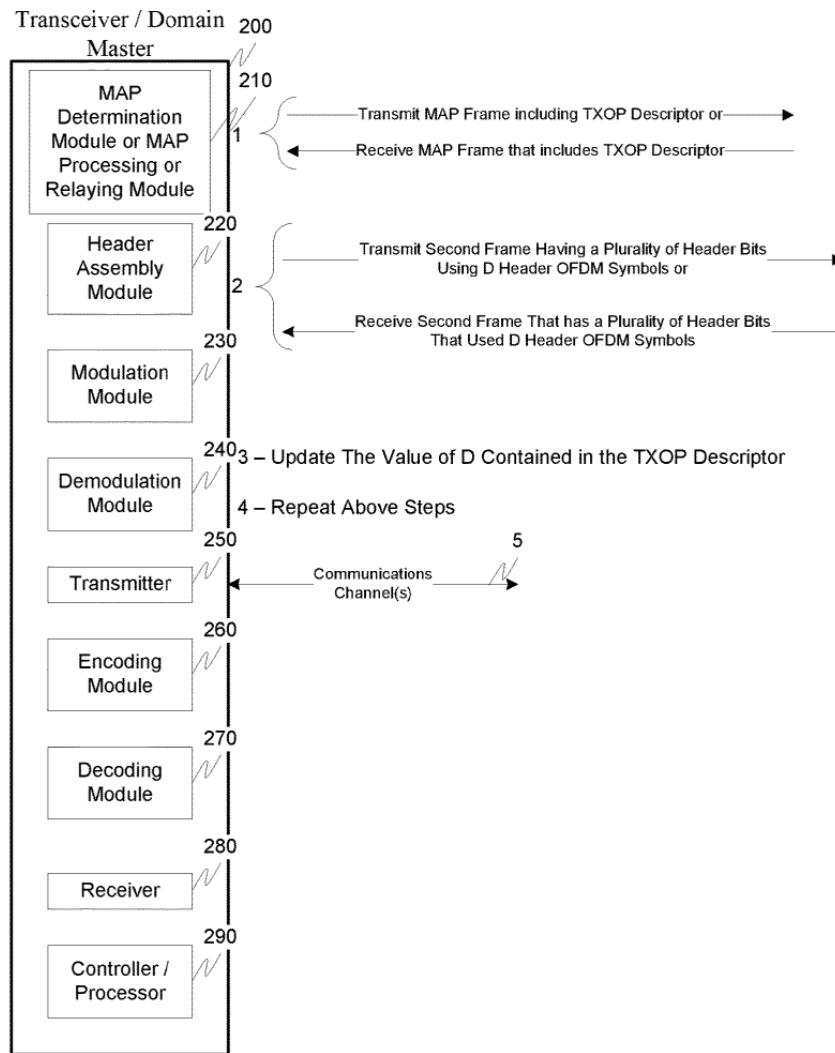 Transceiver / Domain
Master
200
210
MAP
Determination
Module or MAP
Processing or
Relaying Module
1
Transmit MAP Frame including TXOP Descriptor or
Receive MAP Frame that includes TXOP Descriptor
220
Header
Assembly
Module
2
Transmit Second Frame Having a Plurality of Header Bits
Using D Header OFDM Symbols or
Receive Second Frame That has a Plurality of Header Bits
That Used D Header OFDM Symbols
230
Modulation
Module
240
Demodulation
Module
3 – Update The Value of D Contained in the TXOP Descriptor
4 – Repeat Above Steps
250
Transmitter
5
Communications
Channel(s)
260
Encoding
Module
270
Decoding
Module
280
Receiver
290
Controller /
Processor